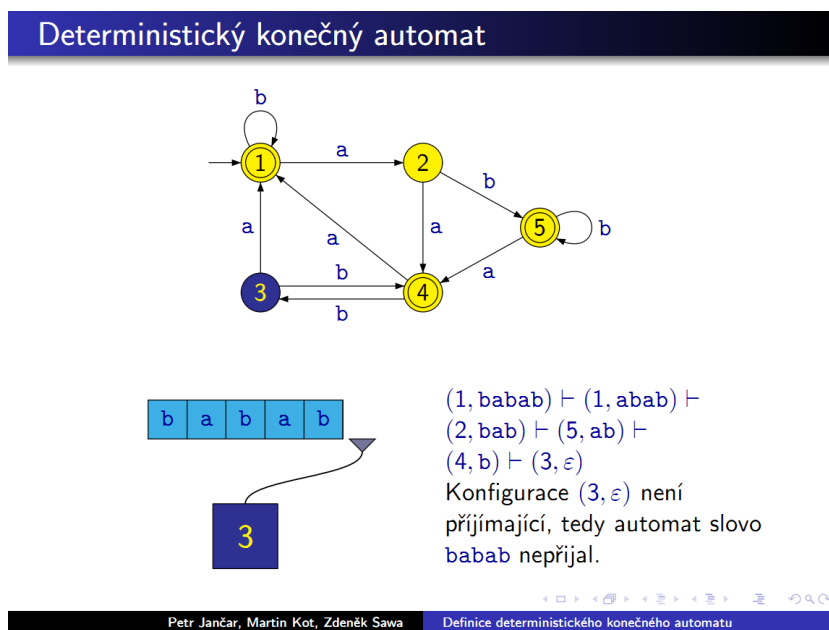 Deterministický konečný automat
b
a
1
2
b
5
b
a
a
a
b
a
3
4
b
b a b a b
3
(1, babab) ⊢ (1, abab) ⊢
(2, bab) ⊢ (5, ab) ⊢
(4, b) ⊢ (3, ε)
Konfigurace (3, ε) není
příjímající, tedy automat slovo
babab nepřijal.
Petr Jančar, Martin Kot, Zdeněk Sawa
Definice deterministického konečného automatu